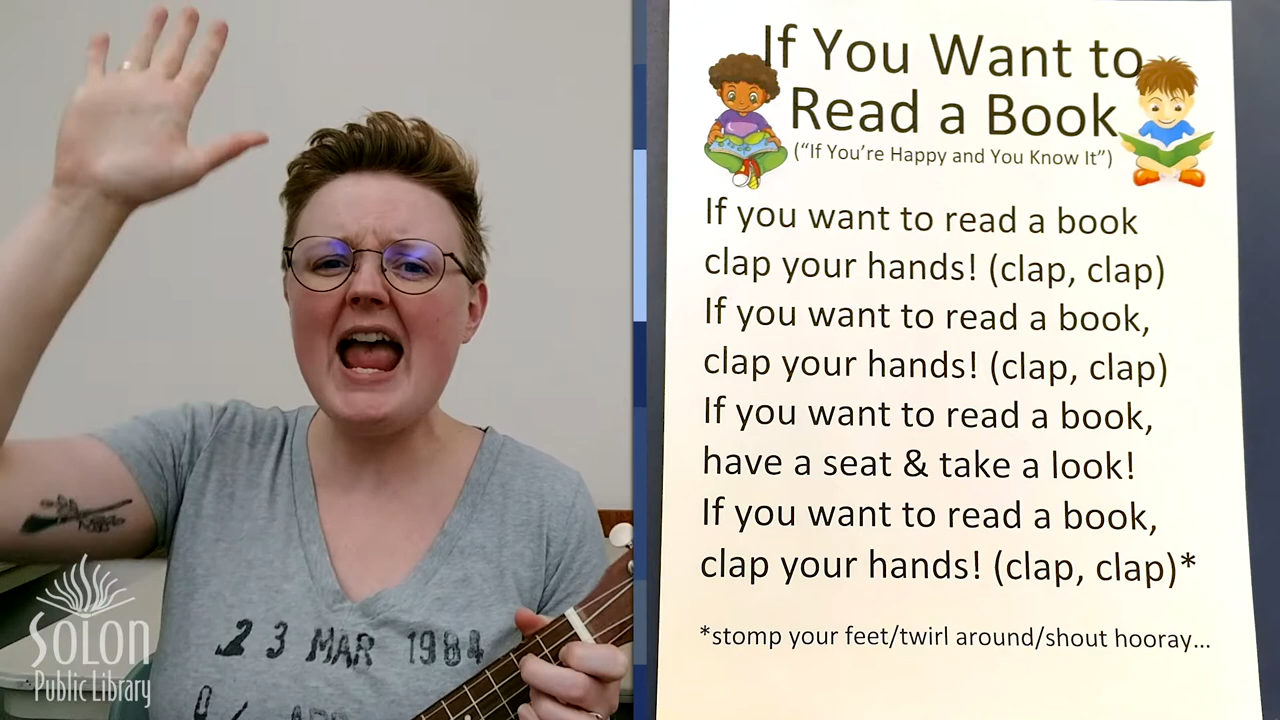 2 3 MAR 1984
SOLON
Public Library
If You Want to
Read a Book
(“If You’re Happy and You Know It”)
If you want to read a book
clap your hands! (clap, clap)
If you want to read a book,
clap your hands! (clap, clap)
If you want to read a book,
have a seat & take a look!
If you want to read a book,
clap your hands! (clap, clap)*
*stomp your feet/twirl around/shout hooray...